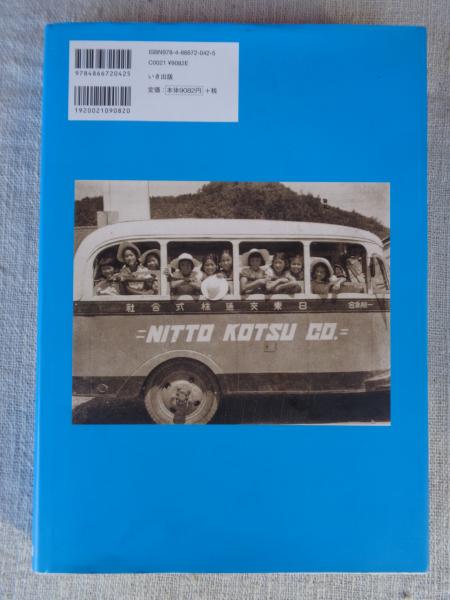 ISBN978-4-86672-042-5
C0021 ¥9082E
いき出版
定価：本体9082円 +税
9784866720425
1920021090820
社会式株通交東日
=NITTO KOTSU CO.=